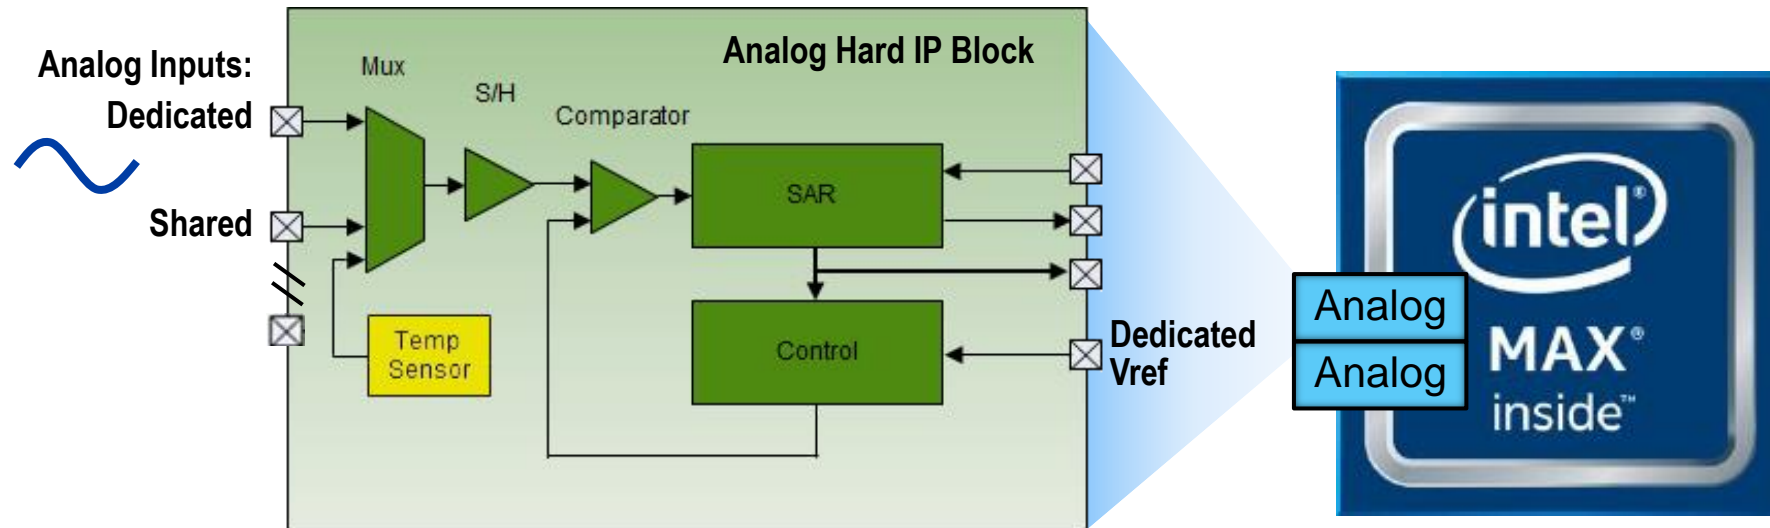 Analog Hard IP Block
Analog Inputs:
Dedicated
Shared
Mux
S/H
Comparator
SAR
Temp
Sensor
Control
Dedicated
Vref
Analog
Analog
intel®
MAX®
inside™